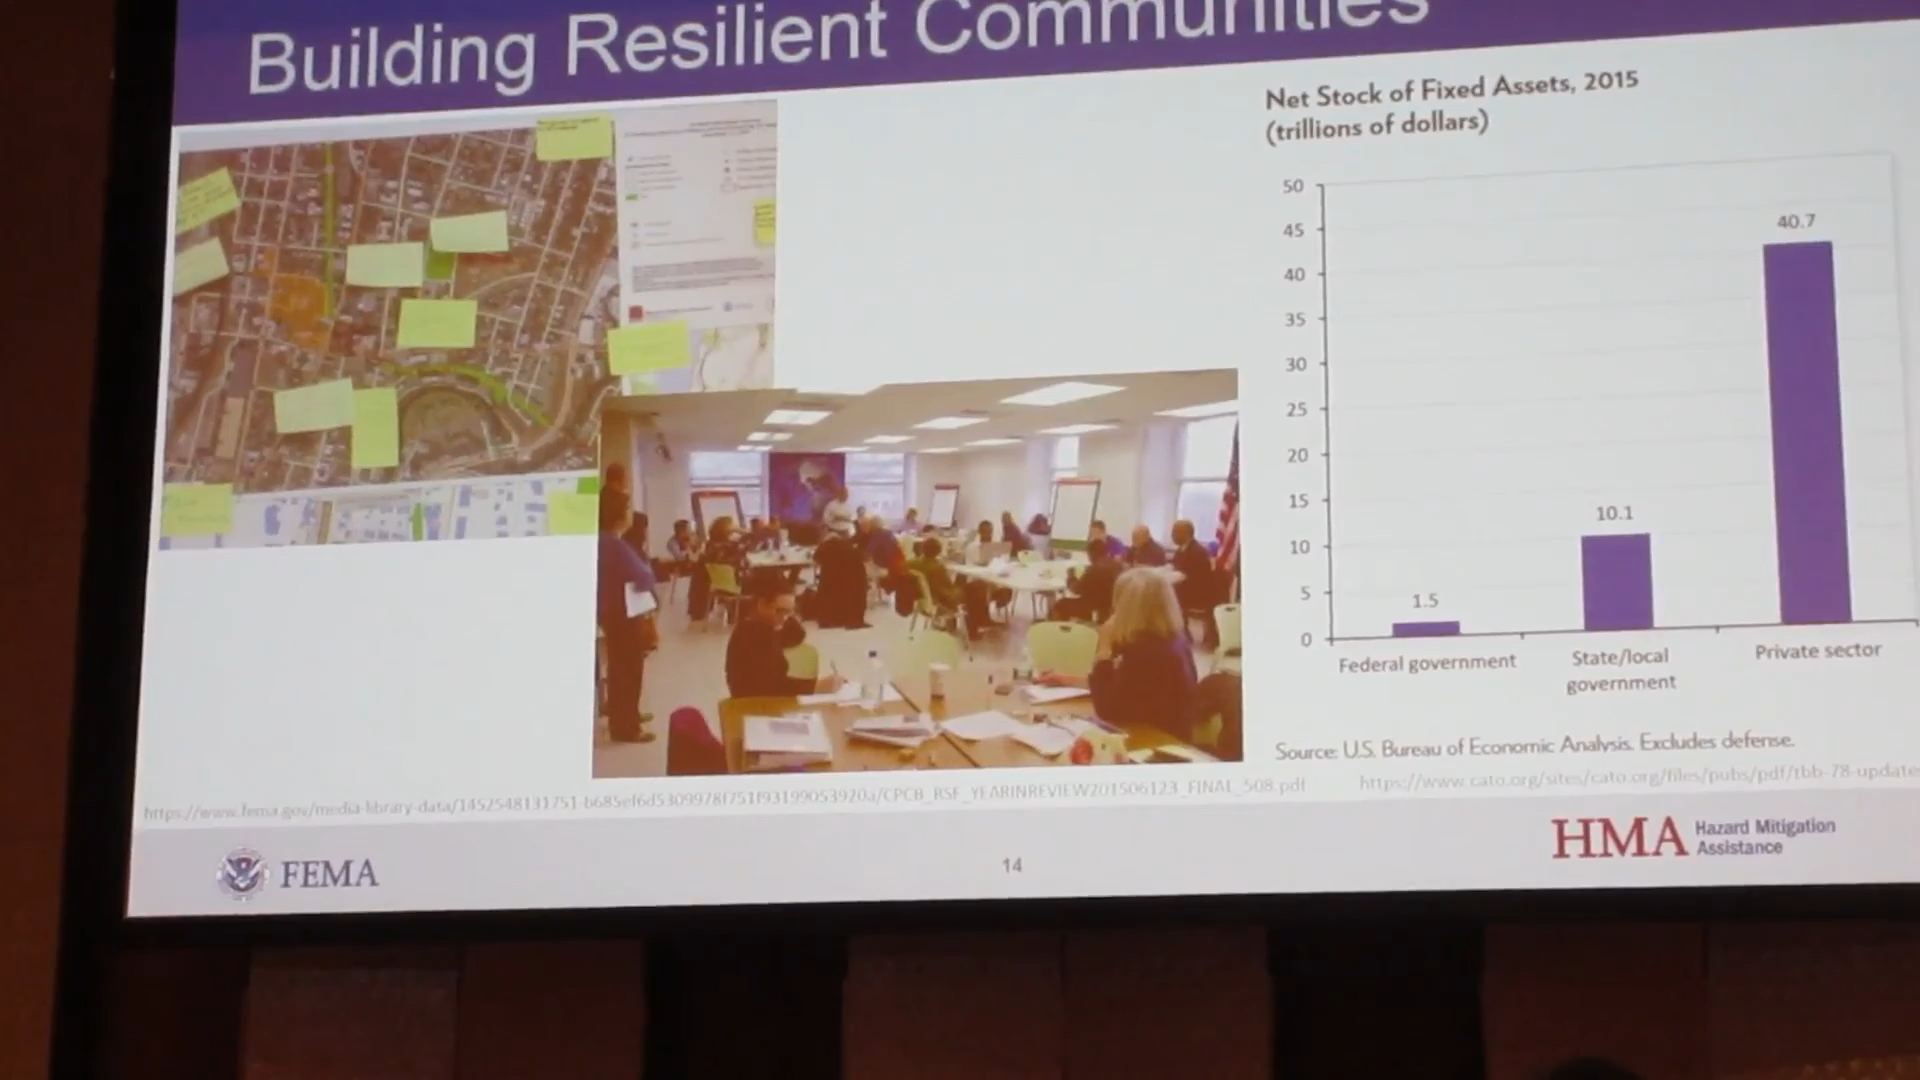 Building Resilient Communities
Net Stock of Fixed Assets, 2015
(trillions of dollars)
50
45
40
35
30
25
20
15
10
5
0
1.5
10.1
40.7
Federal government
State/local
government
Private sector
Source: U.S. Bureau of Economic Analysis. Excludes defense.
https://www.cato.org/sites/cato.org/files/pubs/pdf/tbb-78-update
FEMA
14
HMA Hazard Mitigation
Assistance